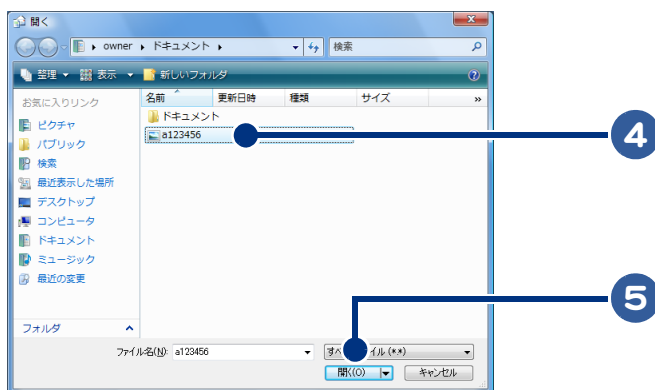 開く
owner ▸ ドキュメント ▸
検索
整理 ▼ 表示 ▼ 新しいフォルダ
お気に入りリンク
ピクチャ
パブリック
検索
最近表示した場所
デスクトップ
コンピュータ
ドキュメント
ミュージック
最近の変更
フォルダ
名前 更新日時 種類 サイズ »
ドキュメント
a123456
4
5
ファイル名(N): a123456
イル (*.*)
開く(O) キャンセル